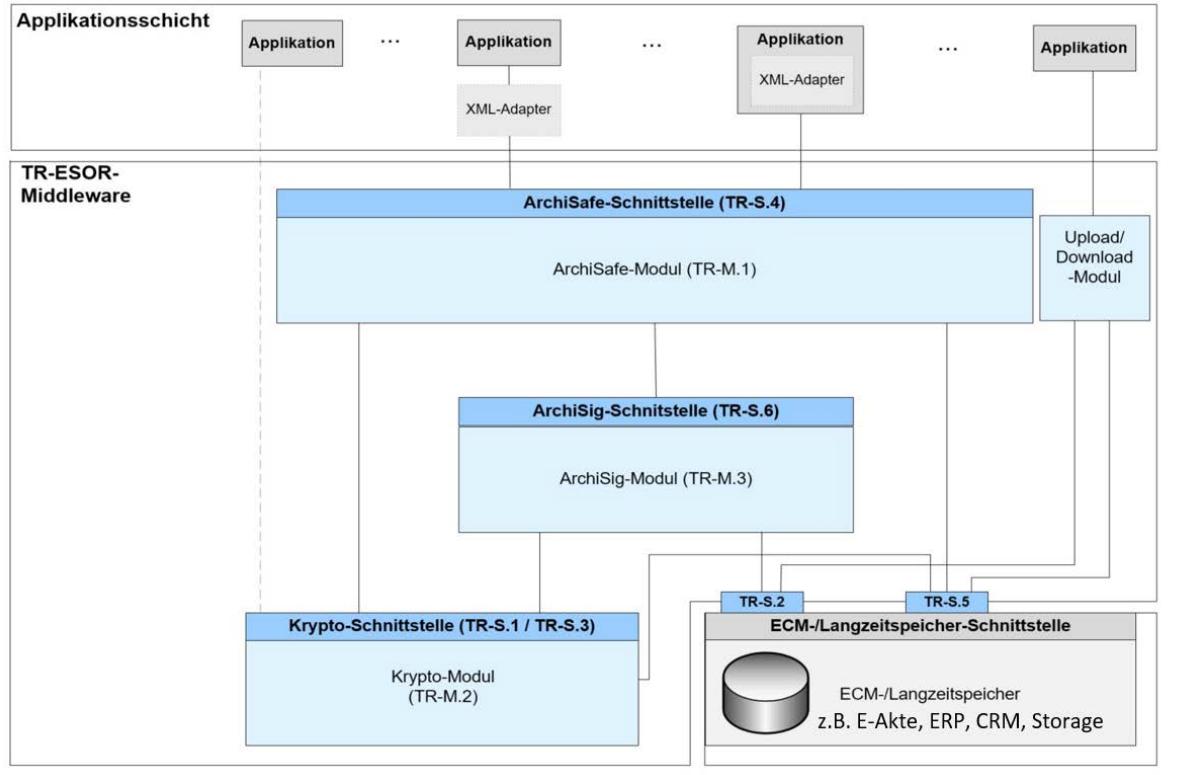 Applikationsschicht
Applikation
...
Applikation
...
Applikation
...
Applikation
XML-Adapter
XML-Adapter
TR-ESOR-
Middleware
ArchiSafe-Schnittstelle (TR-S.4)
ArchiSafe-Modul (TR-M.1)
Upload/
Download
-Modul
ArchiSig-Schnitstelle (TR-S.6)
ArchiSig-Modul (TR-M.3)
TR-S.2
TR-S.5
Krypto-Schnittstelle (TR-S.1 / TR-S.3)
ECM-/Langzeitspeicher-Schnittstelle
Krypto-Modul
(TR-M.2)
ECM-/Langzeitspeicher
z.B. E-Akte, ERP, CRM, Storage